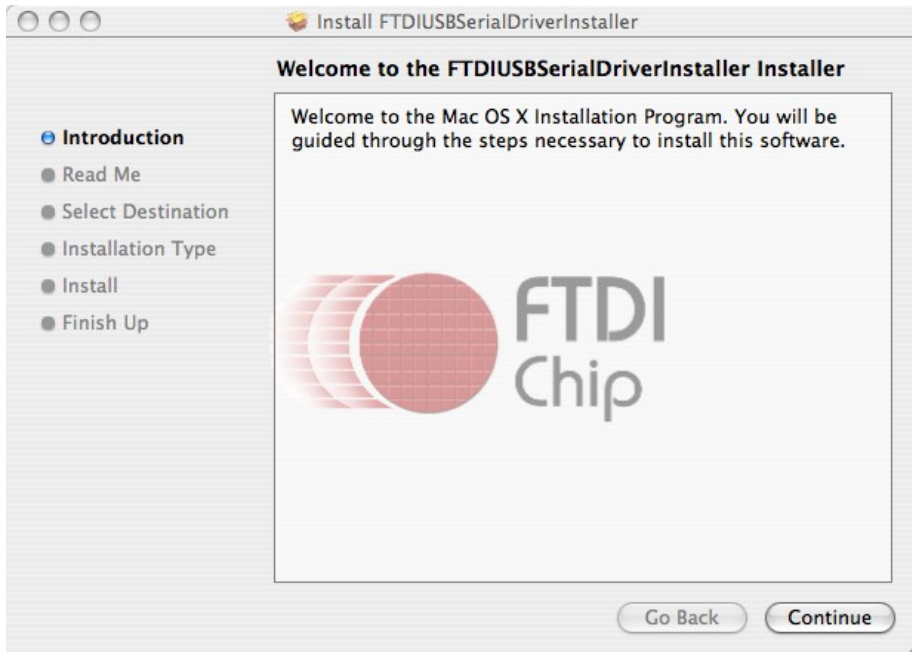 Install FTDIUSBSerialDriverInstaller
Welcome to the FTDIUSBSerialDriverInstaller Installer
Introduction
Read Me
Select Destination
Installation Type
Install
Finish Up
Welcome to the Mac OS X Installation Program. You will be
guided through the steps necessary to install this software.
FTDI
Chip
Go Back
Continue